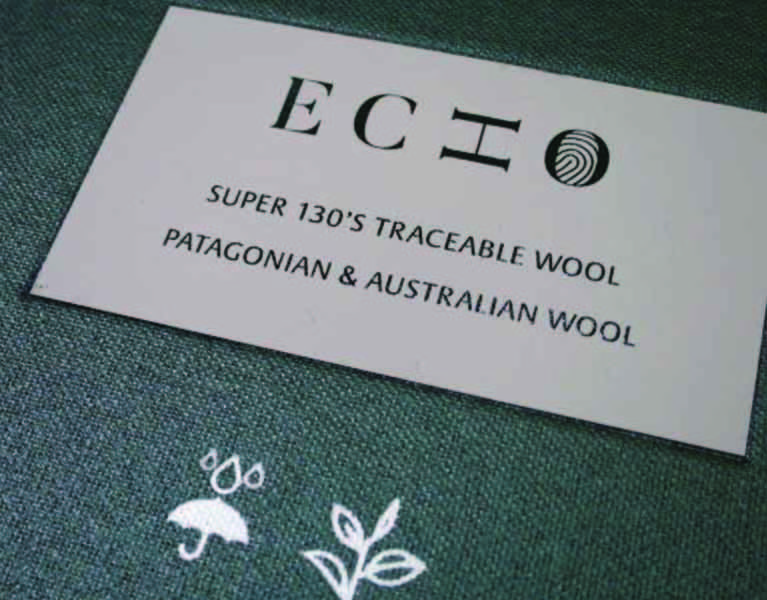 ECHO
SUPER 130'S TRACEABLE WOOL
PATAGONIAN & AUSTRALIAN WOOL